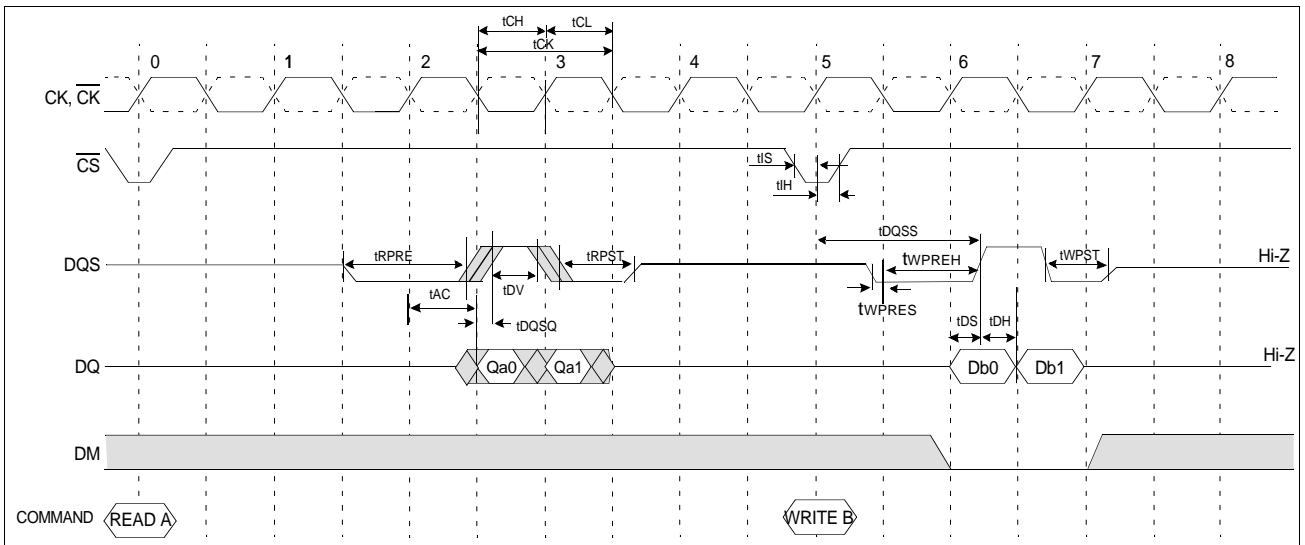 tCH tCL
tCK
0 1 2 3 4 5 6 7 8
CK, CK
CS
tIS
tIH
tDQSS
DQS
tRPRE
tRPST
tWPREH
tWPST
Hi-Z
tAC
tDV
tDQSQ
tWPRES
tDS tDH
DQ
Qa0 Qa1
Db0 Db1
Hi-Z
DM
COMMAND READ A WRITE B